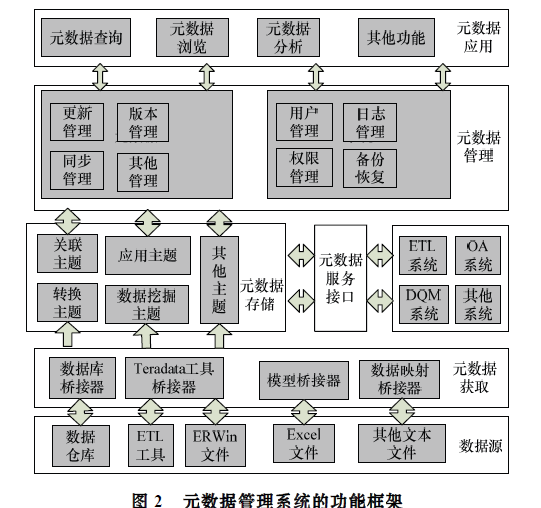 元数据查询
元数据
浏览
元数据
分析
其他功能
元数据
应用
更新
管理
版本
管理
同步
管理
其他
管理
用户
管理
日志
管理
权限
管理
备份
恢复
元数据
管理
关联
主题
应用主题
其
他
主
题
转换
主题
数据挖掘
主题
元数据
存储
元数据
服务
接口
ETL
系统
OA
系统
DQM
系统
其他
系统
数据库
桥接器
Teradata工具
桥接器
模型桥接器
数据映射
桥接器
元数据
获取
数据
仓库
ETL
工具
ERWin
文件
Excel
文件
其他文本
文件
数据源
图 2 元数据管理系统的功能框架